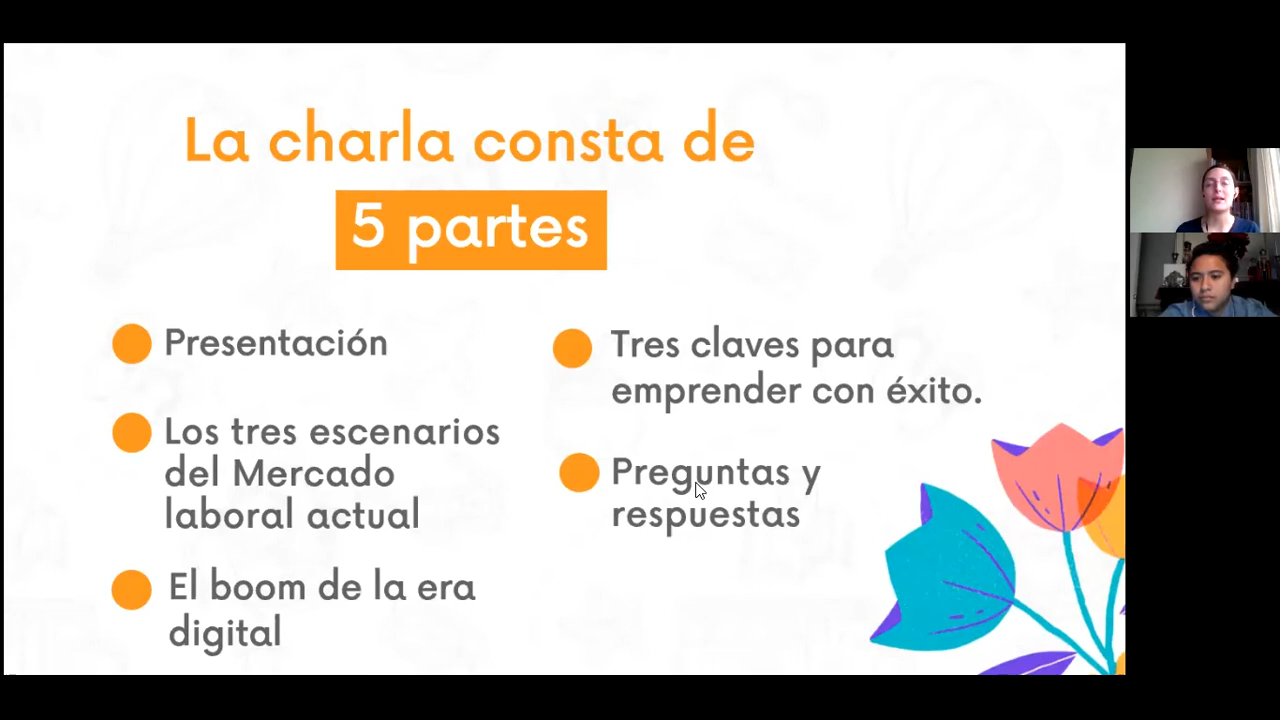 La charla consta de
5 partes
Presentación
Los tres escenarios
del Mercado
laboral actual
El boom de la era
digital
Tres claves para
emprender con éxito.
Preguntas y
respuestas